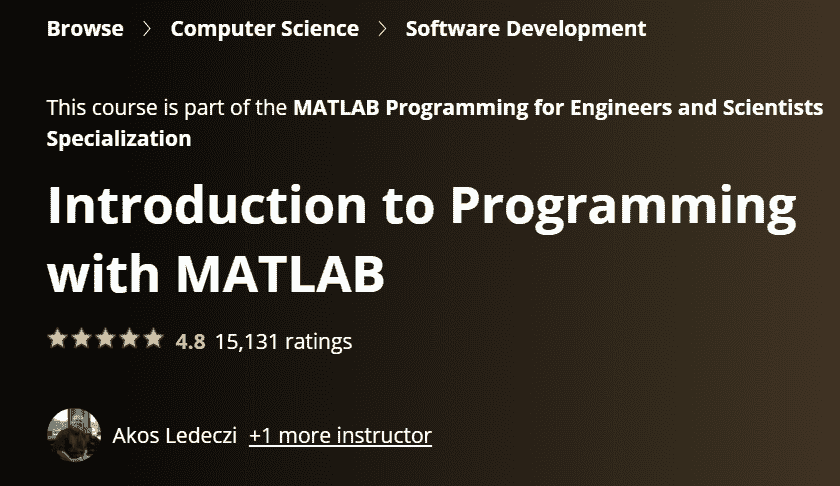 Browse > Computer Science > Software Development
This course is part of the MATLAB Programming for Engineers and Scientists
Specialization
Introduction to Programming
with MATLAB
4.8 15,131 ratings
Akos Ledeczi +1 more instructor